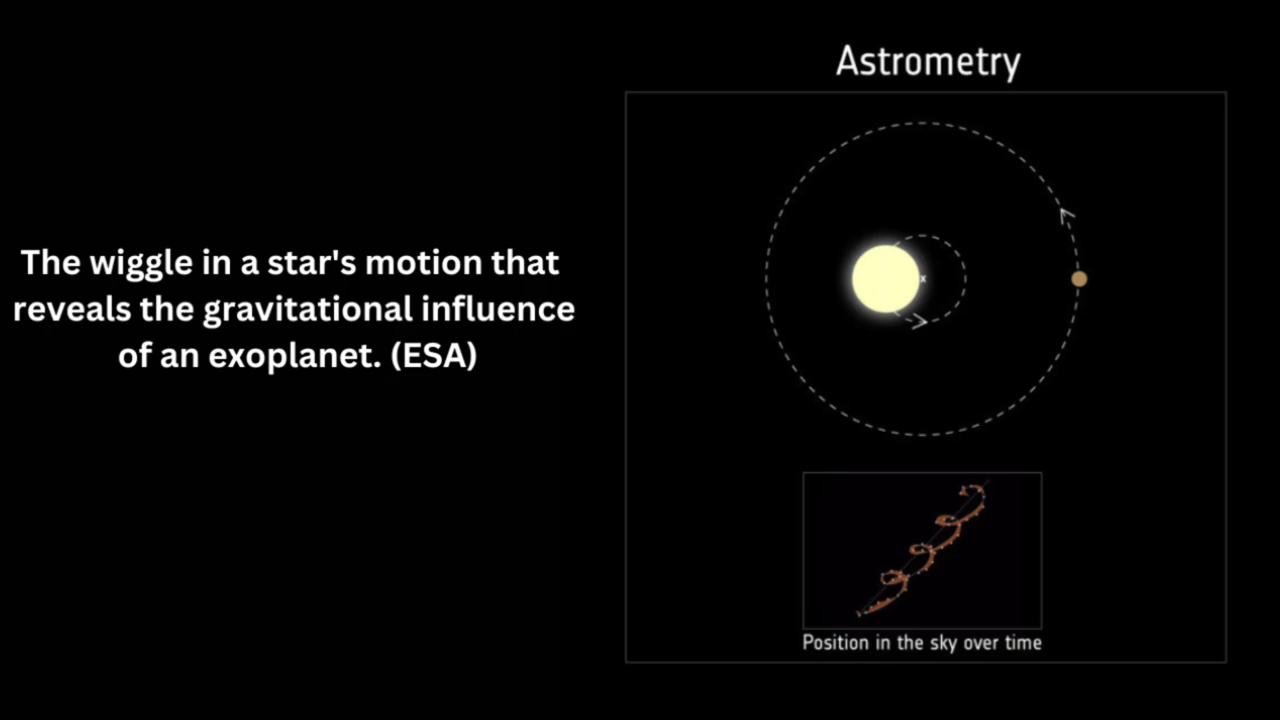 The wiggle in a star's motion that
reveals the gravitational influence
of an exoplanet. (ESA)
Astrometry
x
Position in the sky over time